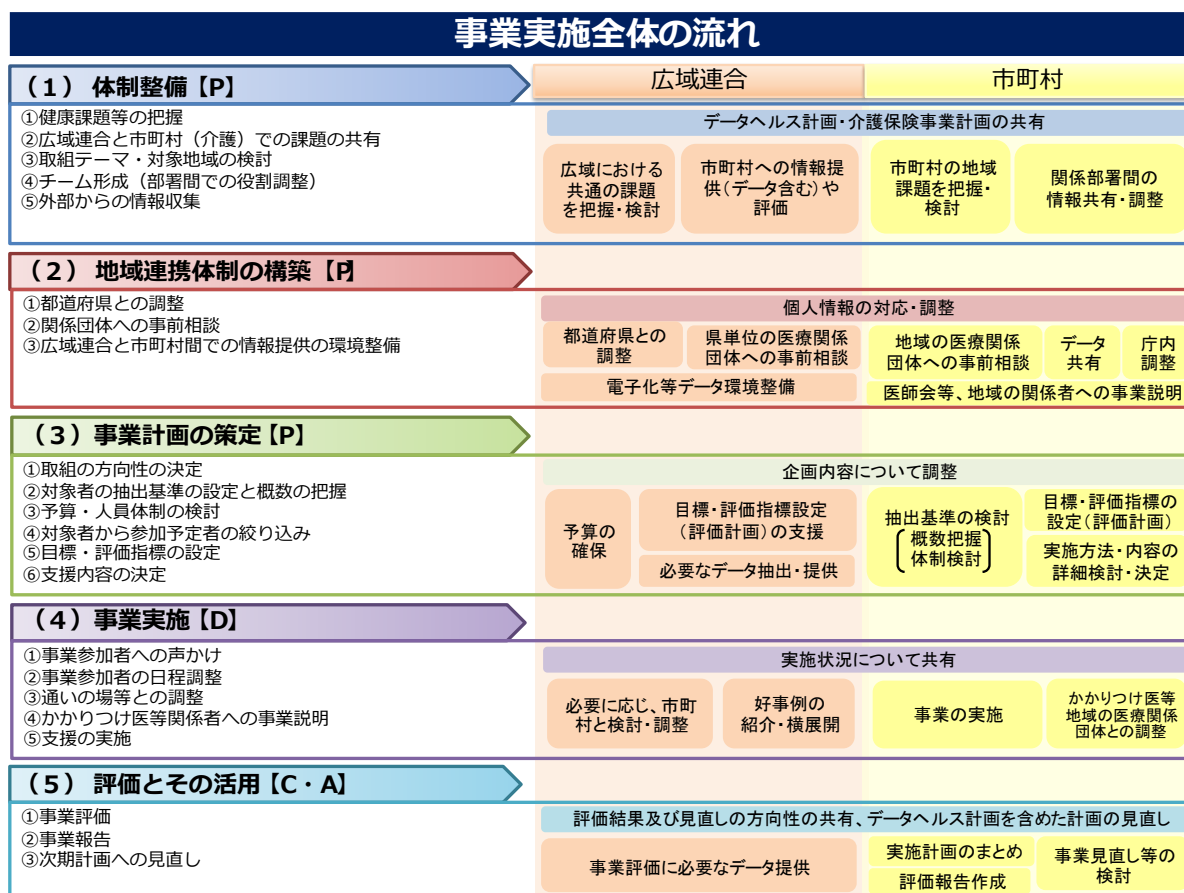 事業実施全体の流れ
（１） 体制整備【P】
広域連合
市町村
①健康課題等の把握
②広域連合と市町村（介護）での課題の共有
③取組テーマ・対象地域の検討
④チーム形成（部署間での役割調整）
⑤外部からの情報収集
データヘルス計画・介護保険事業計画の共有
広域における
共通の課題
を把握・検討
市町村への情報提
供（データ含む）や
評価
市町村の地域
課題を把握・
検討
関係部署間の
情報共有・調整
（２） 地域連携体制の構築【P】
①都道府県との調整
②関係団体への事前相談
③広域連合と市町村間での情報提供の環境整備
個人情報の対応・調整
都道府県との
調整
県単位の医療関係
団体への事前相談
地域の医療関係
団体への事前相談
データ
共有
庁内
調整
電子化等データ環境整備
医師会等、地域の関係者への事業説明
（３）事業計画の策定【P】
①取組の方向性の決定
②対象者の抽出基準の設定と概数の把握
③予算・人員体制の検討
④対象者から参加予定者の絞り込み
⑤目標・評価指標の設定
⑥支援内容の決定
企画内容について調整
予算の
確保
目標・評価指標設定
（評価計画）の支援
必要なデータ抽出・提供
抽出基準の検討
概数把握
体制検討
目標・評価指標の
設定（評価計画）
実施方法・内容の
詳細検討・決定
（４）事業実施【D】
①事業参加者への声かけ
②事業参加者の日程調整
③通いの場等との調整
④かかりつけ医等関係者への事業説明
⑤支援の実施
実施状況について共有
必要に応じ、市町
村と検討・調整
好事例の
紹介・横展開
事業の実施
かかりつけ医等
地域の医療関係
団体との調整
（５） 評価とその活用【C・A】
①事業評価
②事業報告
③次期計画への見直し
評価結果及び見直しの方向性の共有、データヘルス計画を含めた計画の見直し
事業評価に必要なデータ提供
実施計画のまとめ
評価報告作成
事業見直し等の
検討